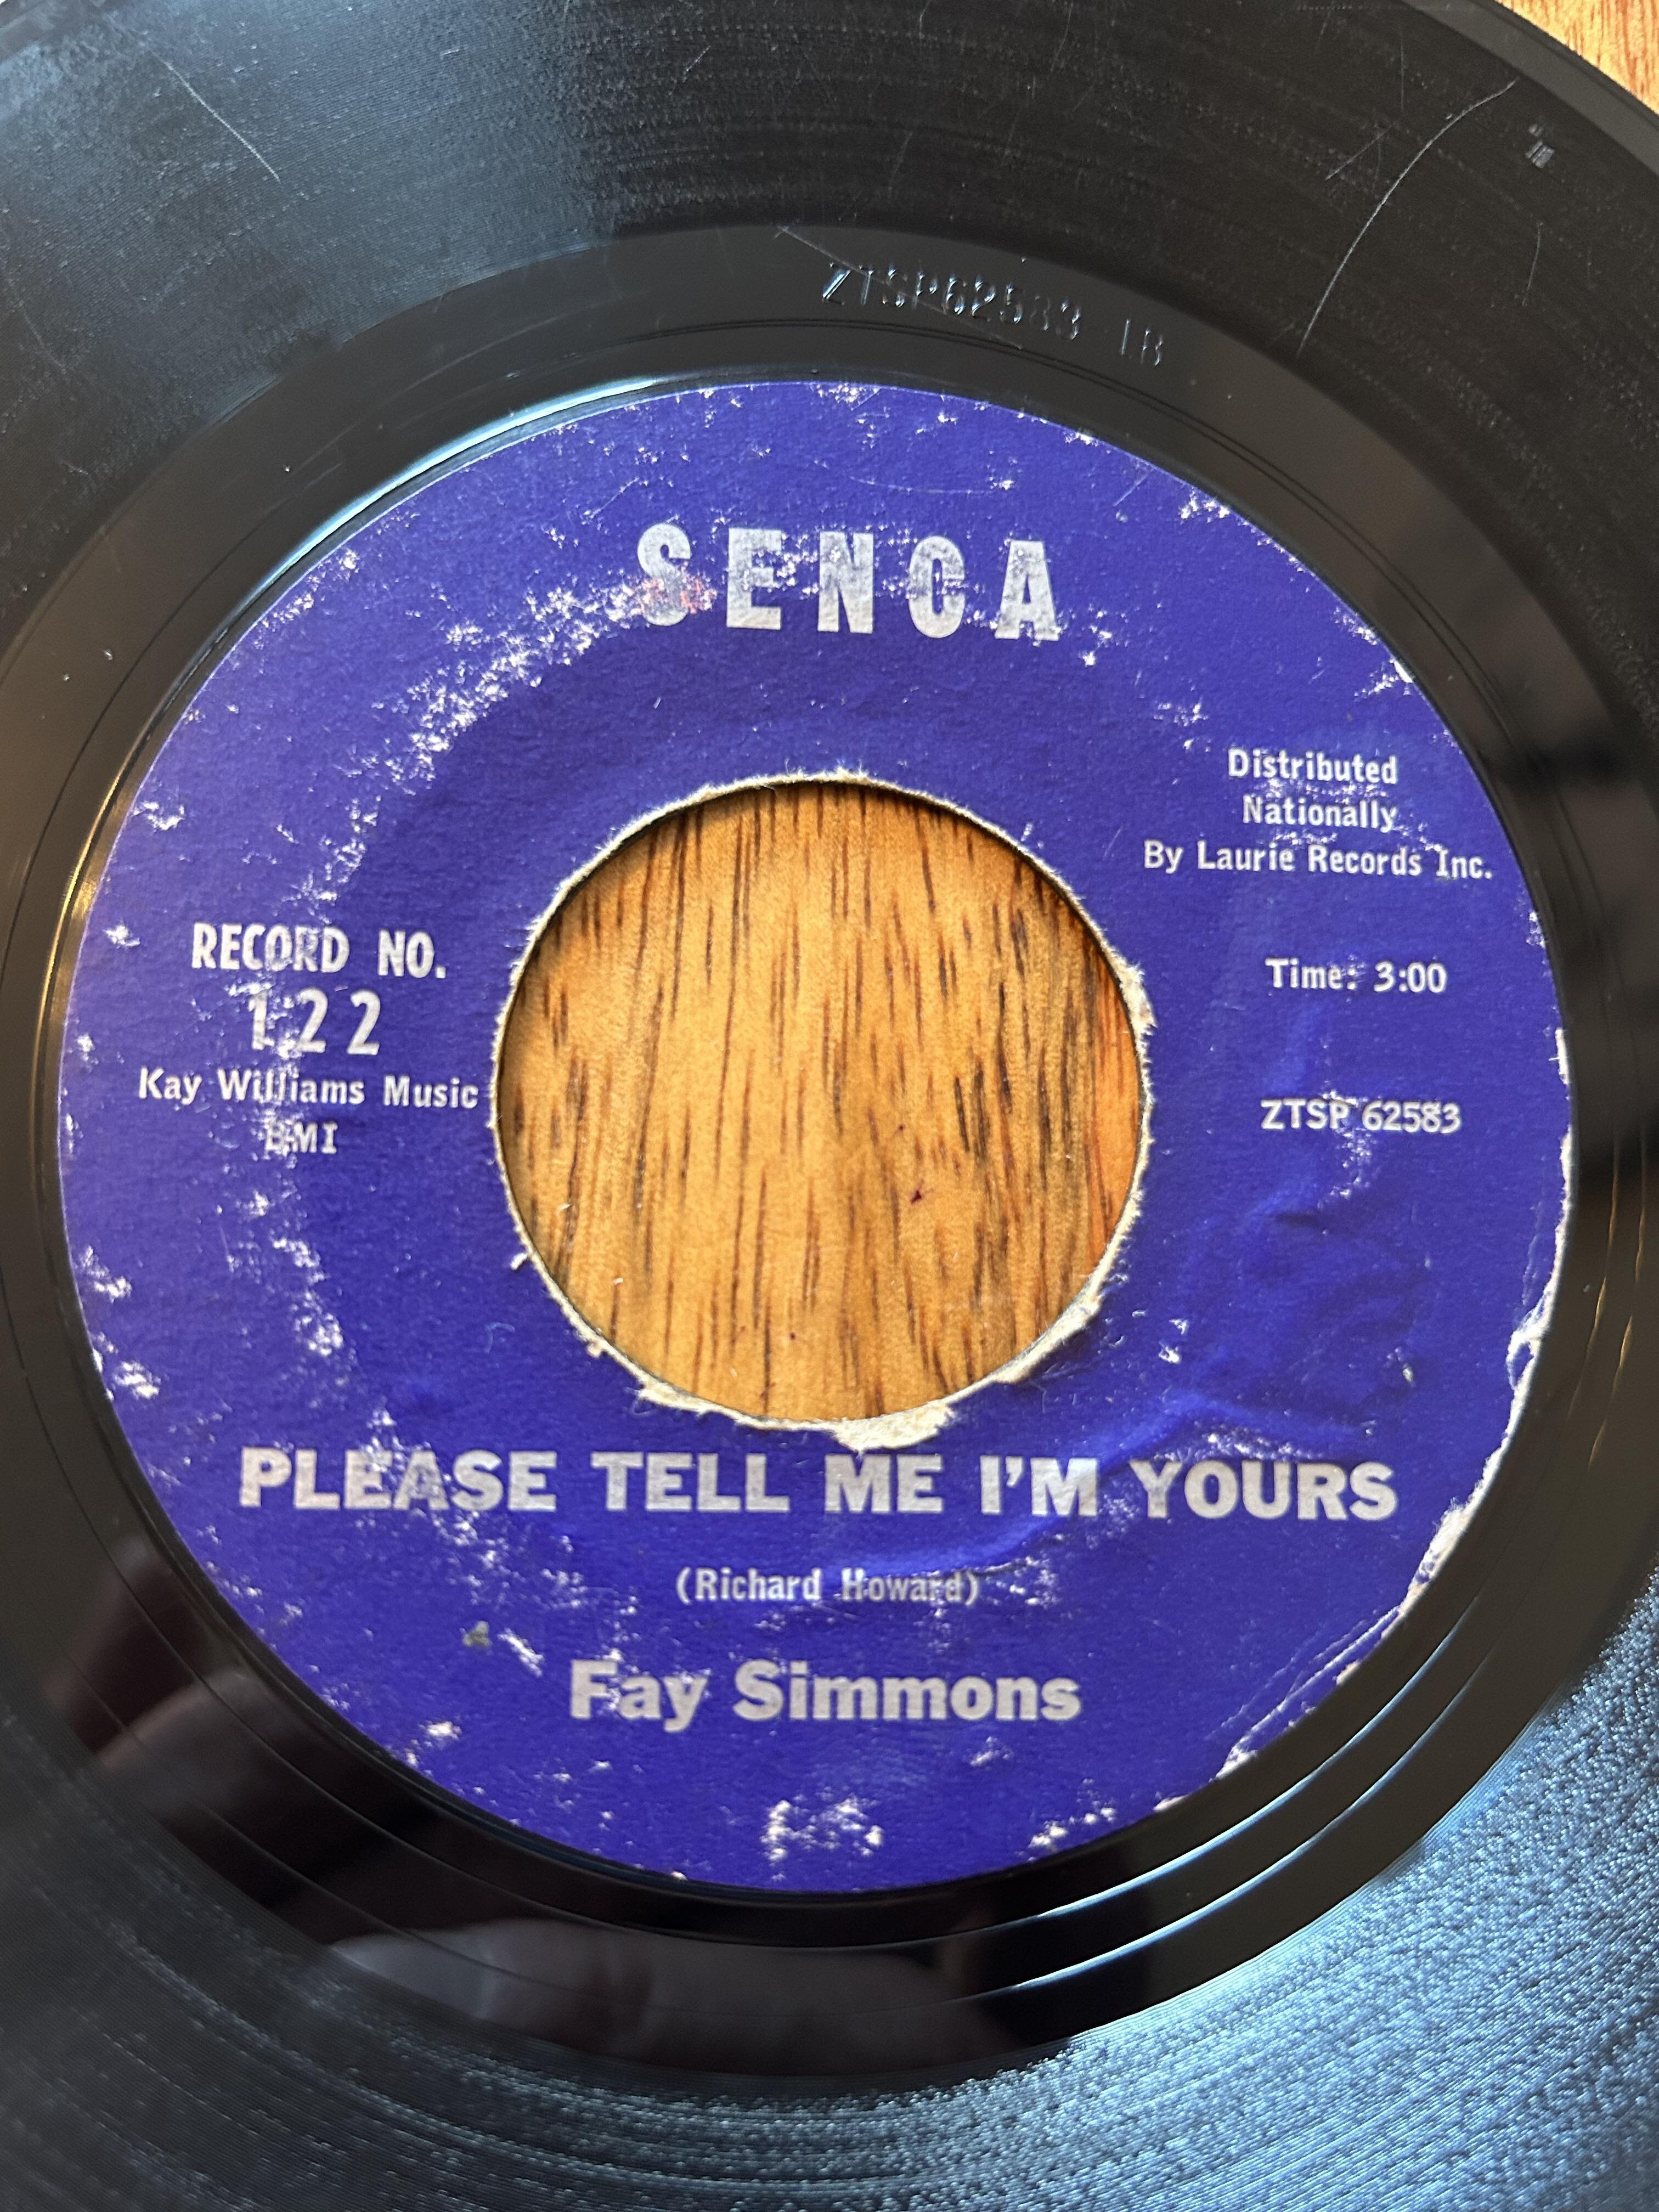 ZTSP62583 1B
SENCA
Distributed
Nationally
By Laurie Records Inc.
RECORD NO.
122
Kay Williams Music
BMI
Time: 3:00
ZTSP 62583
PLEASE TELL ME I'M YOURS
(Richard Howard)
Fay Simmons